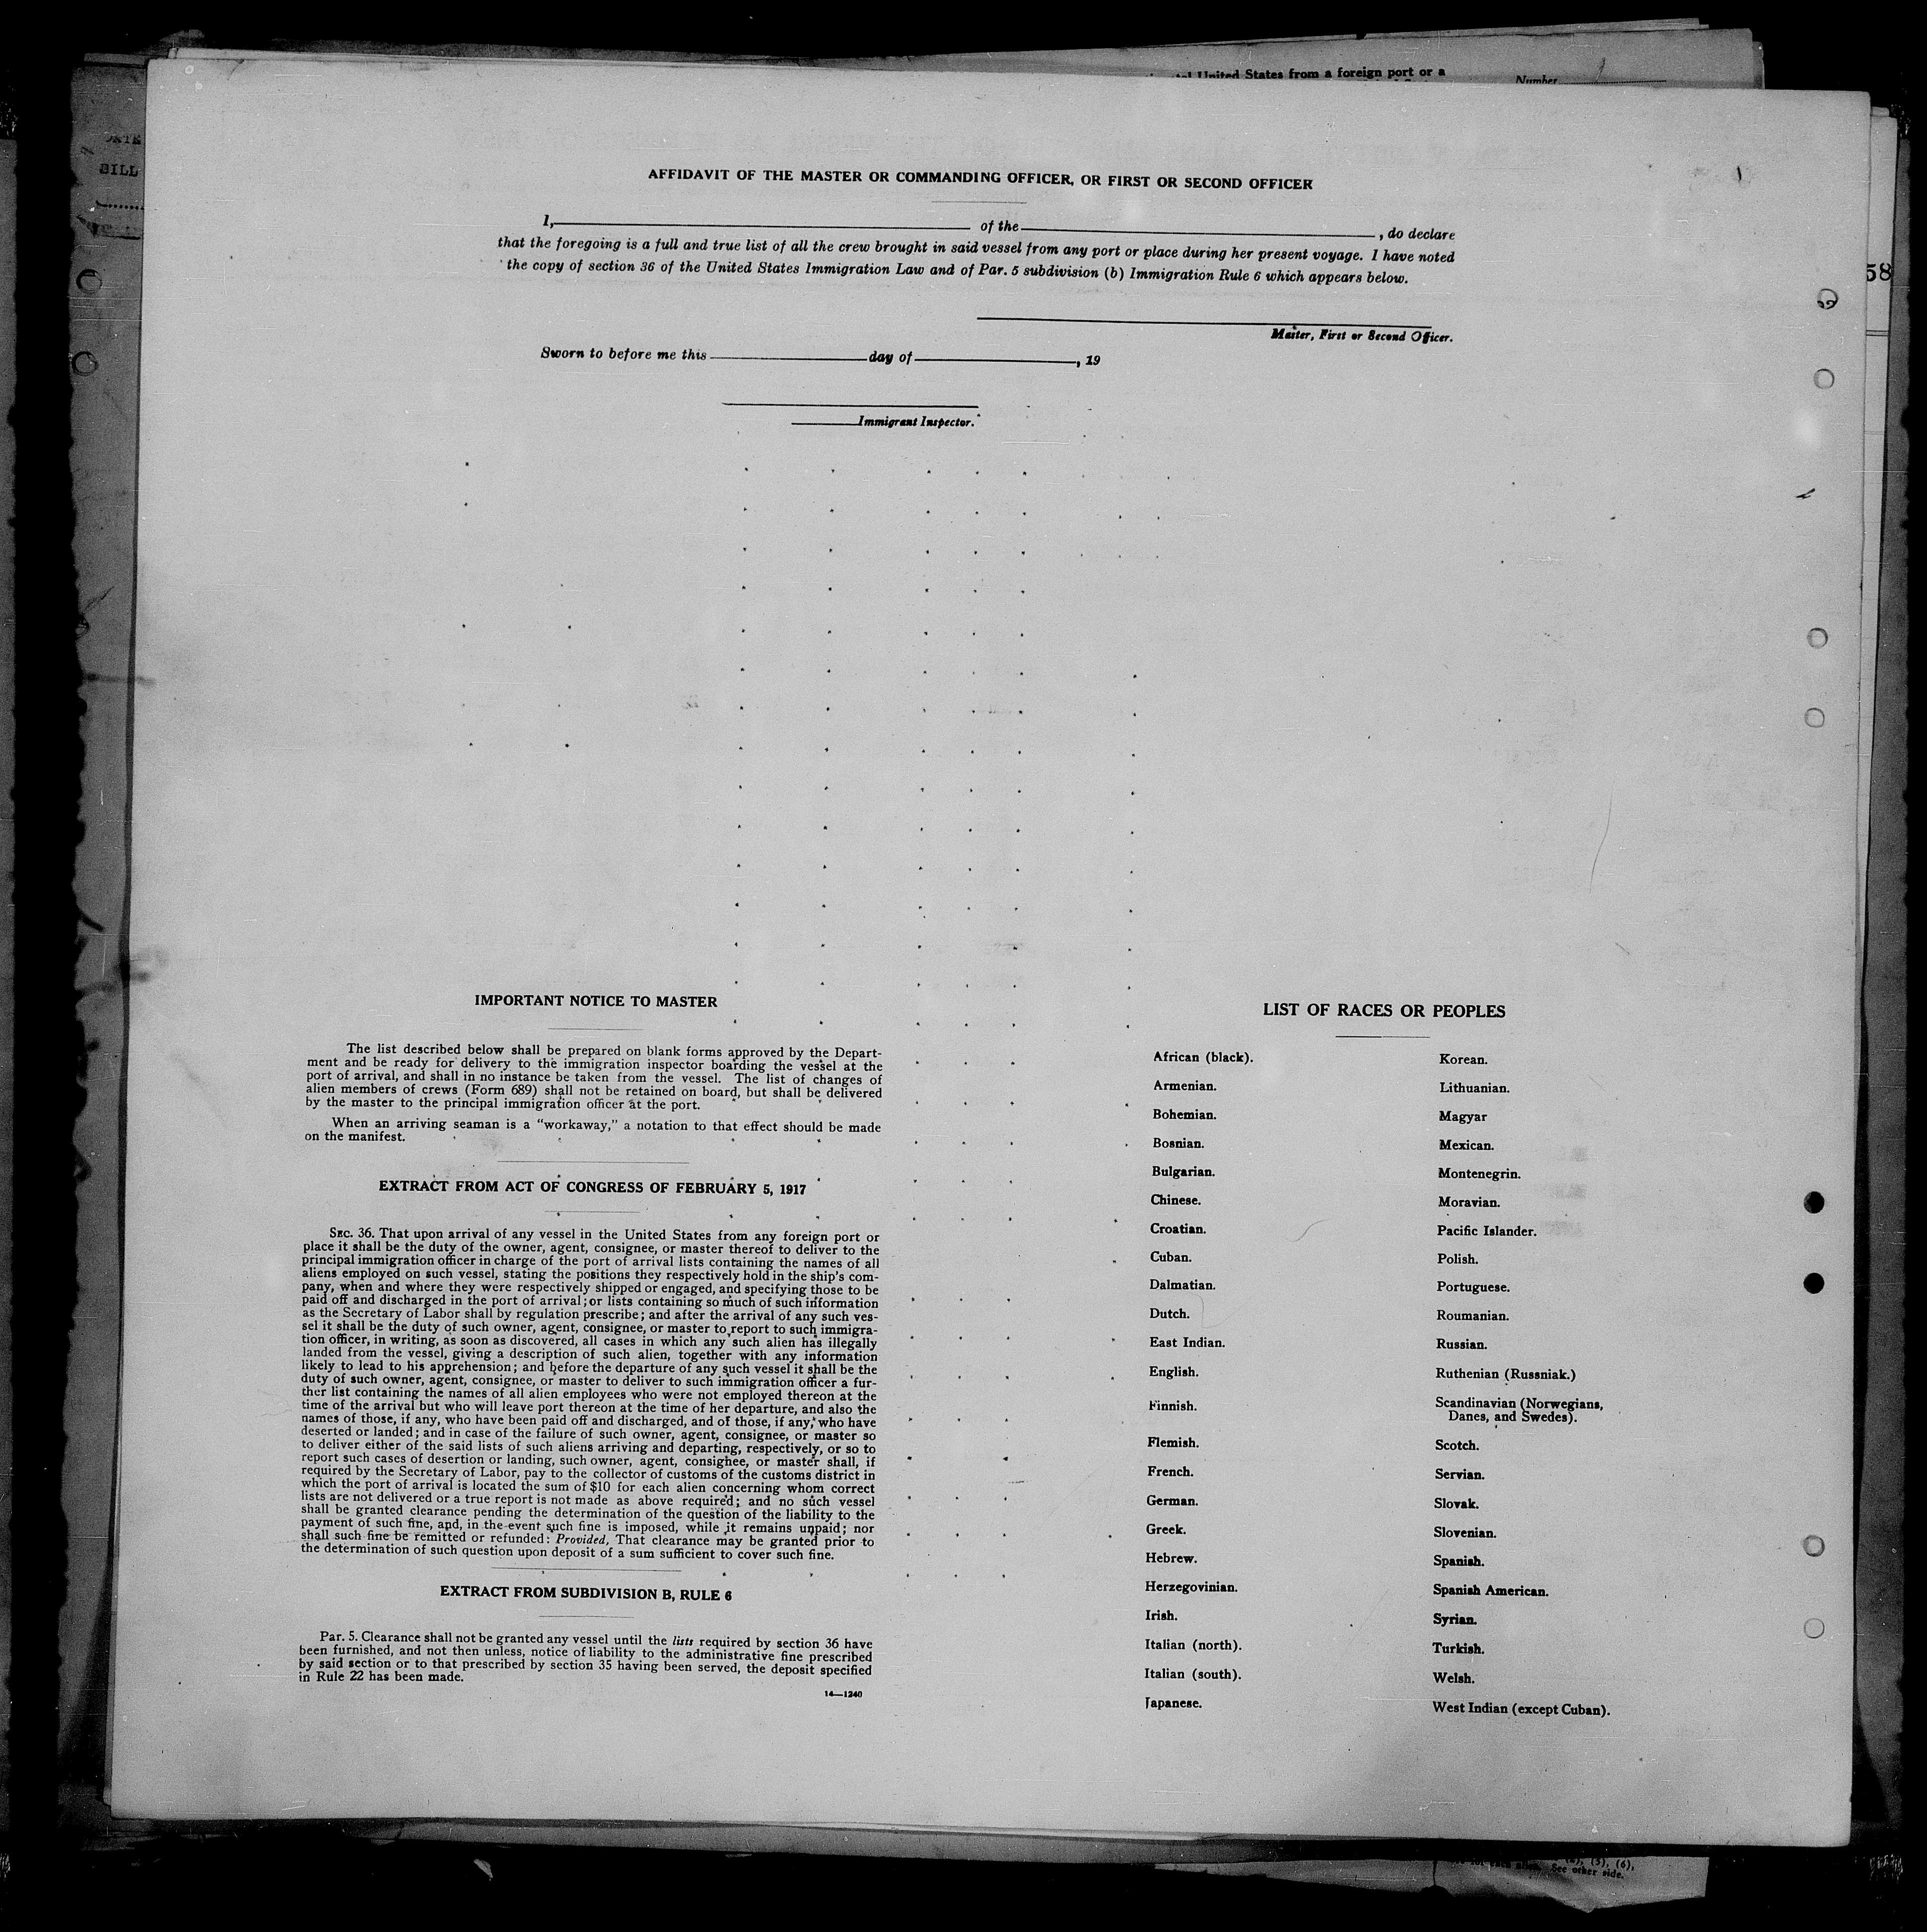 United States from a foreign port or a
Number
BILL
58
AFFIDAVIT OF THE MASTER OR COMMANDING OFFICER, OR FIRST OR SECOND OFFICER
I, of the , do declare
that the foregoing is a full and true list of all the crew brought in said vessel from any port or place during her present voyage. I have noted
the copy of section 36 of the United States Immigration Law and of Par. 5 subdivision (b) Immigration Rule 6 which appears below.
Master, First or Second Officer.
Sworn to before me this day of , 19
Immigrant Inspector.
IMPORTANT NOTICE TO MASTER
The list described below shall be prepared on blank forms approved by the Depart-
ment and be ready for delivery to the immigration inspector boarding the vessel at the
port of arrival, and shall in no instance be taken from the vessel. The list of changes of
alien members of crews (Form 689) shall not be retained on board, but shall be delivered
by the master to the principal immigration officer at the port.
When an arriving seaman is a "workaway," a notation to that effect should be made
on the manifest.
EXTRACT FROM ACT OF CONGRESS OF FEBRUARY 5, 1917
SEC. 36. That upon arrival of any vessel in the United States from any foreign port or
place it shall be the duty of the owner, agent, consignee, or master thereof to deliver to the
principal immigration officer in charge of the port of arrival lists containing the names of all
aliens employed on such vessel, stating the positions they respectively hold in the ship's com-
pany, when and where they were respectively shipped or engaged, and specifying those to be
paid off and discharged in the port of arrival; or lists containing so much of such information
as the Secretary of Labor shall by regulation prescribe; and after the arrival of any such ves-
sel it shall be the duty of such owner, agent, consignee, or master to report to such immigra-
tion officer, in writing, as soon as discovered, all cases in which any such alien has illegally
landed from the vessel, giving a description of such alien, together with any information
likely to lead to his apprehension; and before the departure of any such vessel it shall be the
duty of such owner, agent, consignee, or master to deliver to such immigration officer a fur-
ther list containing the names of all alien employees who were not employed thereon at the
time of the arrival but who will leave port thereon at the time of her departure, and also the
names of those, if any, who have been paid off and discharged, and of those, if any, who have
deserted or landed; and in case of the failure of such owner, agent, consignee, or master so
to deliver either of the said lists of such aliens arriving and departing, respectively, or so to
report such cases of desertion or landing, such owner, agent, consignee, or master shall, if
required by the Secretary of Labor, pay to the collector of customs of the customs district in
which the port of arrival is located the sum of $10 for each alien concerning whom correct
lists are not delivered or a true report is not made as above required; and no such vessel
shall be granted clearance pending the determination of the question of the liability to the
payment of such fine, and, in the event such fine is imposed, while it remains unpaid; nor
shall such fine be remitted or refunded: Provided, That clearance may be granted prior to
the determination of such question upon deposit of a sum sufficient to cover such fine.
EXTRACT FROM SUBDIVISION B, RULE 6
Par. 5. Clearance shall not be granted any vessel until the lists required by section 36 have
been furnished, and not then unless, notice of liability to the administrative fine prescribed
by said section or to that prescribed by section 35 having been served, the deposit specified
in Rule 22 has been made.
14—1240
LIST OF RACES OR PEOPLES
African (black).
Armenian.
Bohemian.
Bosnian.
Bulgarian.
Chinese.
Croatian.
Cuban.
Dalmatian.
Dutch.
East Indian.
English.
Finnish.
Flemish.
French.
German.
Greek.
Hebrew.
Herzegovinian.
Irish.
Italian (north).
Italian (south).
Japanese.
Korean.
Lithuanian.
Magyar
Mexican.
Montenegrin.
Moravian.
Pacific Islander.
Polish.
Portuguese.
Roumanian.
Russian.
Ruthenian (Russniak.)
Scandinavian (Norwegians,
Danes, and Swedes).
Scotch.
Servian.
Slovak.
Slovenian.
Spanish.
Spanish American.
Syrian.
Turkish.
Welsh.
West Indian (except Cuban).
(5), (6),
See other side.